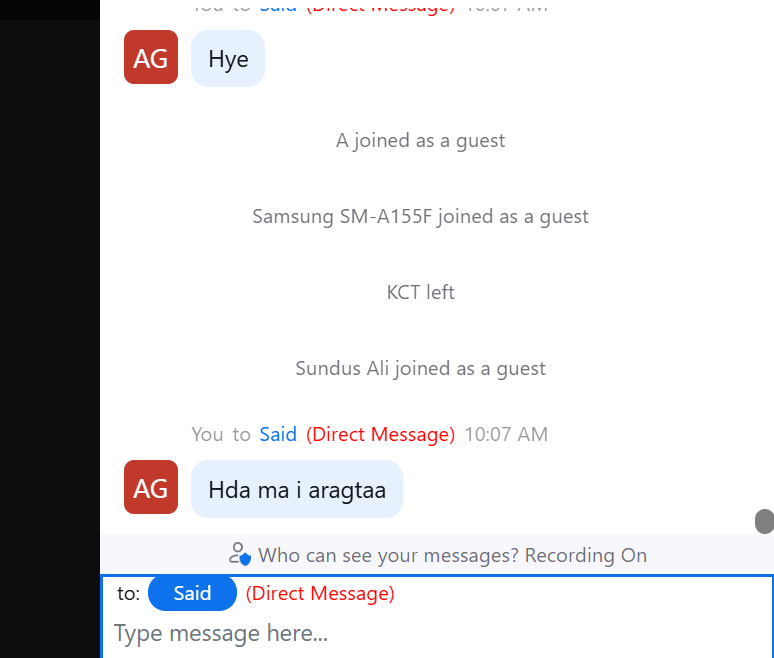 You to Said (Direct Message) 10:07 AM
AG
Hye
A joined as a guest
Samsung SM-A155F joined as a guest
KCT left
Sundus Ali joined as a guest
You to Said (Direct Message) 10:07 AM
AG
Hda ma i aragtaa
Who can see your messages? Recording On
to: Said (Direct Message)
Type message here...